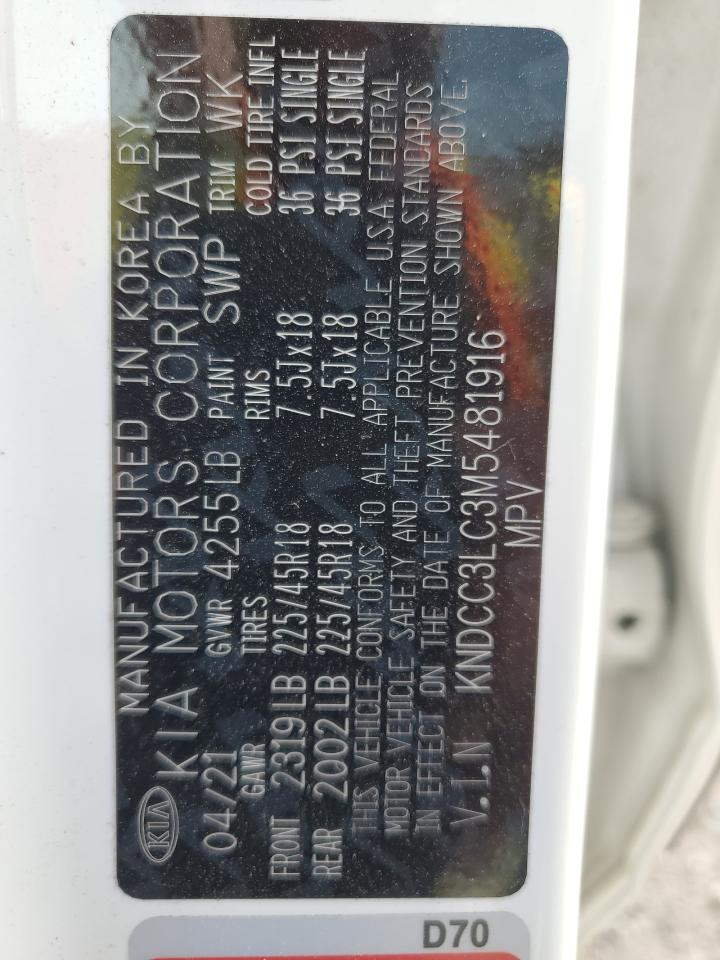 MANUFACTURED IN KOREA BY
KIA KIA MOTORS CORPORATION
04/21 GVWR 4255LB PAINT SWP TRIM WK
GAWR TIRES RIMS COLD TIRE INFL
FRONT 2319LB 225/45R18 7.5Jx18 36 PSI SINGLE
REAR 2002LB 225/45R18 7.5Jx18 36 PSI SINGLE
THIS VEHICLE CONFORMS TO ALL APPLICABLE U.S.A FEDERAL
MOTOR VEHICLE SAFETY AND THEFT PREVENTION STANDARDS
IN EFFECT ON THE DATE OF MANUFACTURE SHOWN ABOVE.
V.I.N KNDCC3LC3M5481916
MPV
D70